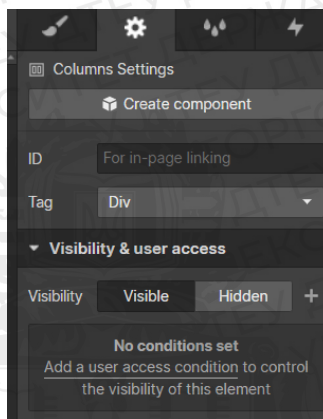 Columns Settings
Create component
ID
For in-page linking
Tag
Div
Visibility & user access
Visibility
Visible
Hidden
No conditions set
Add a user access condition to control
the visibility of this element